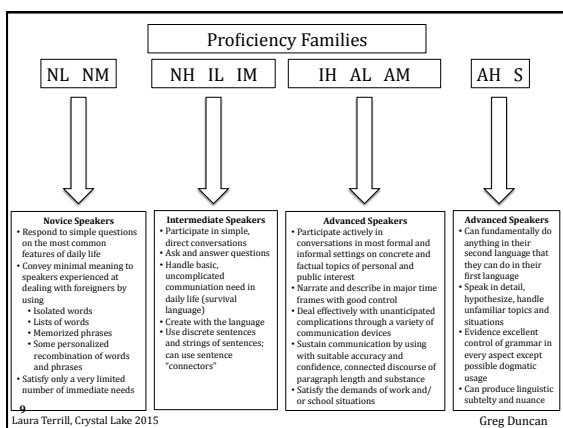 Proficiency Families
NL NM
NH IL IM
IH AL AM
AH S
Novice Speakers
• Respond to simple questions
on the most common
features of daily life
• Convey minimal meaning to
speakers experienced at
dealing with foreigners by
using
• Isolated words
• Lists of words
• Memorized phrases
• Some personalized
recombination of words
and phrases
• Satisfy only a very limited
number of immediate needs
Intermediate Speakers
• Participate in simple,
direct conversations
• Ask and answer questions
• Handle basic,
uncomplicated
communiation need in
daily life (survival
language)
• Create with the language
• Use discrete sentences
and strings of sentences;
can use sentence
"connectors"
Advanced Speakers
• Participate actively in
conversations in most formal and
informal settings on concrete and
factual topics of personal and
public interest
• Narrate and describe in major time
frames with good control
• Deal effectively with unanticipated
complications through a variety of
communication devices
• Sustain communication by using
with suitable accuracy and
confidence, connected discourse of
paragraph length and substance
• Satisfy the demands of work and/
or school situations
Advanced Speakers
• Can fundamentally do
anything in their
second language that
they can do in their
first language
• Speak in detail,
hypothesize, handle
unfamiliar topics and
situations
• Evidence excellent
control of grammar in
every aspect except
possible dogmatic
usage
• Can produce linguistic
subtelty and nuance
9
Laura Terrill, Crystal Lake 2015
Greg Duncan